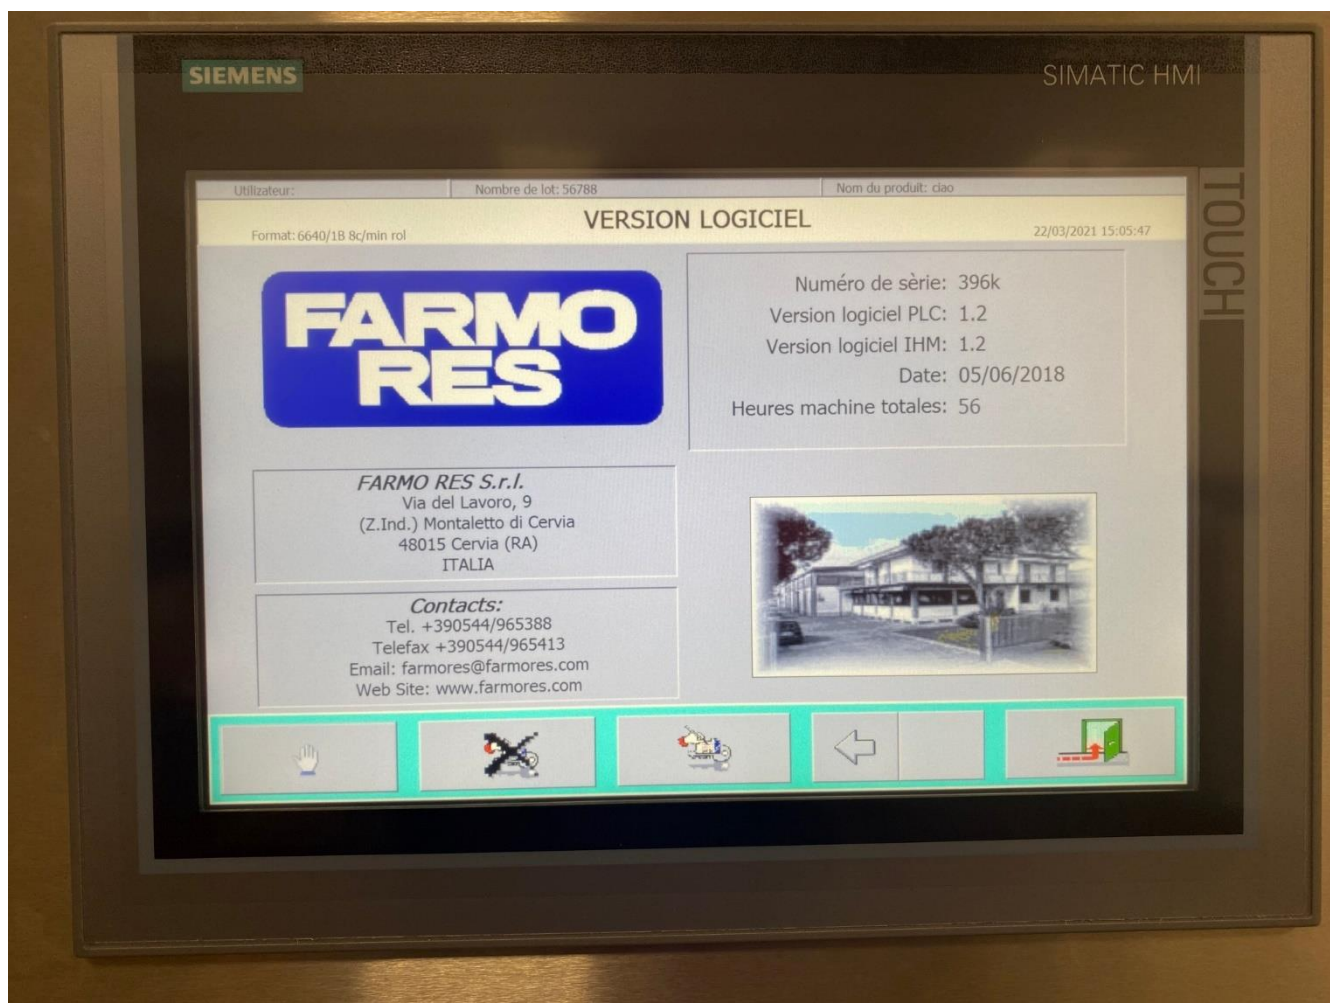 SIEMENS
SIMATIC HMI
TOUCH
Utilizateur:
Nombre de lot: 56788
Nom du produit: ciao
VERSION LOGICIEL
Format: 6640/1B 8c/min rol
22/03/2021 15:05:47
FARMO
RES
Numéro de sèrie: 396k
Version logiciel PLC: 1.2
Version logiciel IHM: 1.2
Date: 05/06/2018
Heures machine totales: 56
FARMO RES S.r.l.
Via del Lavoro, 9
(Z.Ind.) Montaletto di Cervia
48015 Cervia (RA)
ITALIA
Contacts:
Tel. +390544/965388
Telefax +390544/965413
Email: farmores@farmores.com
Web Site: www.farmores.com